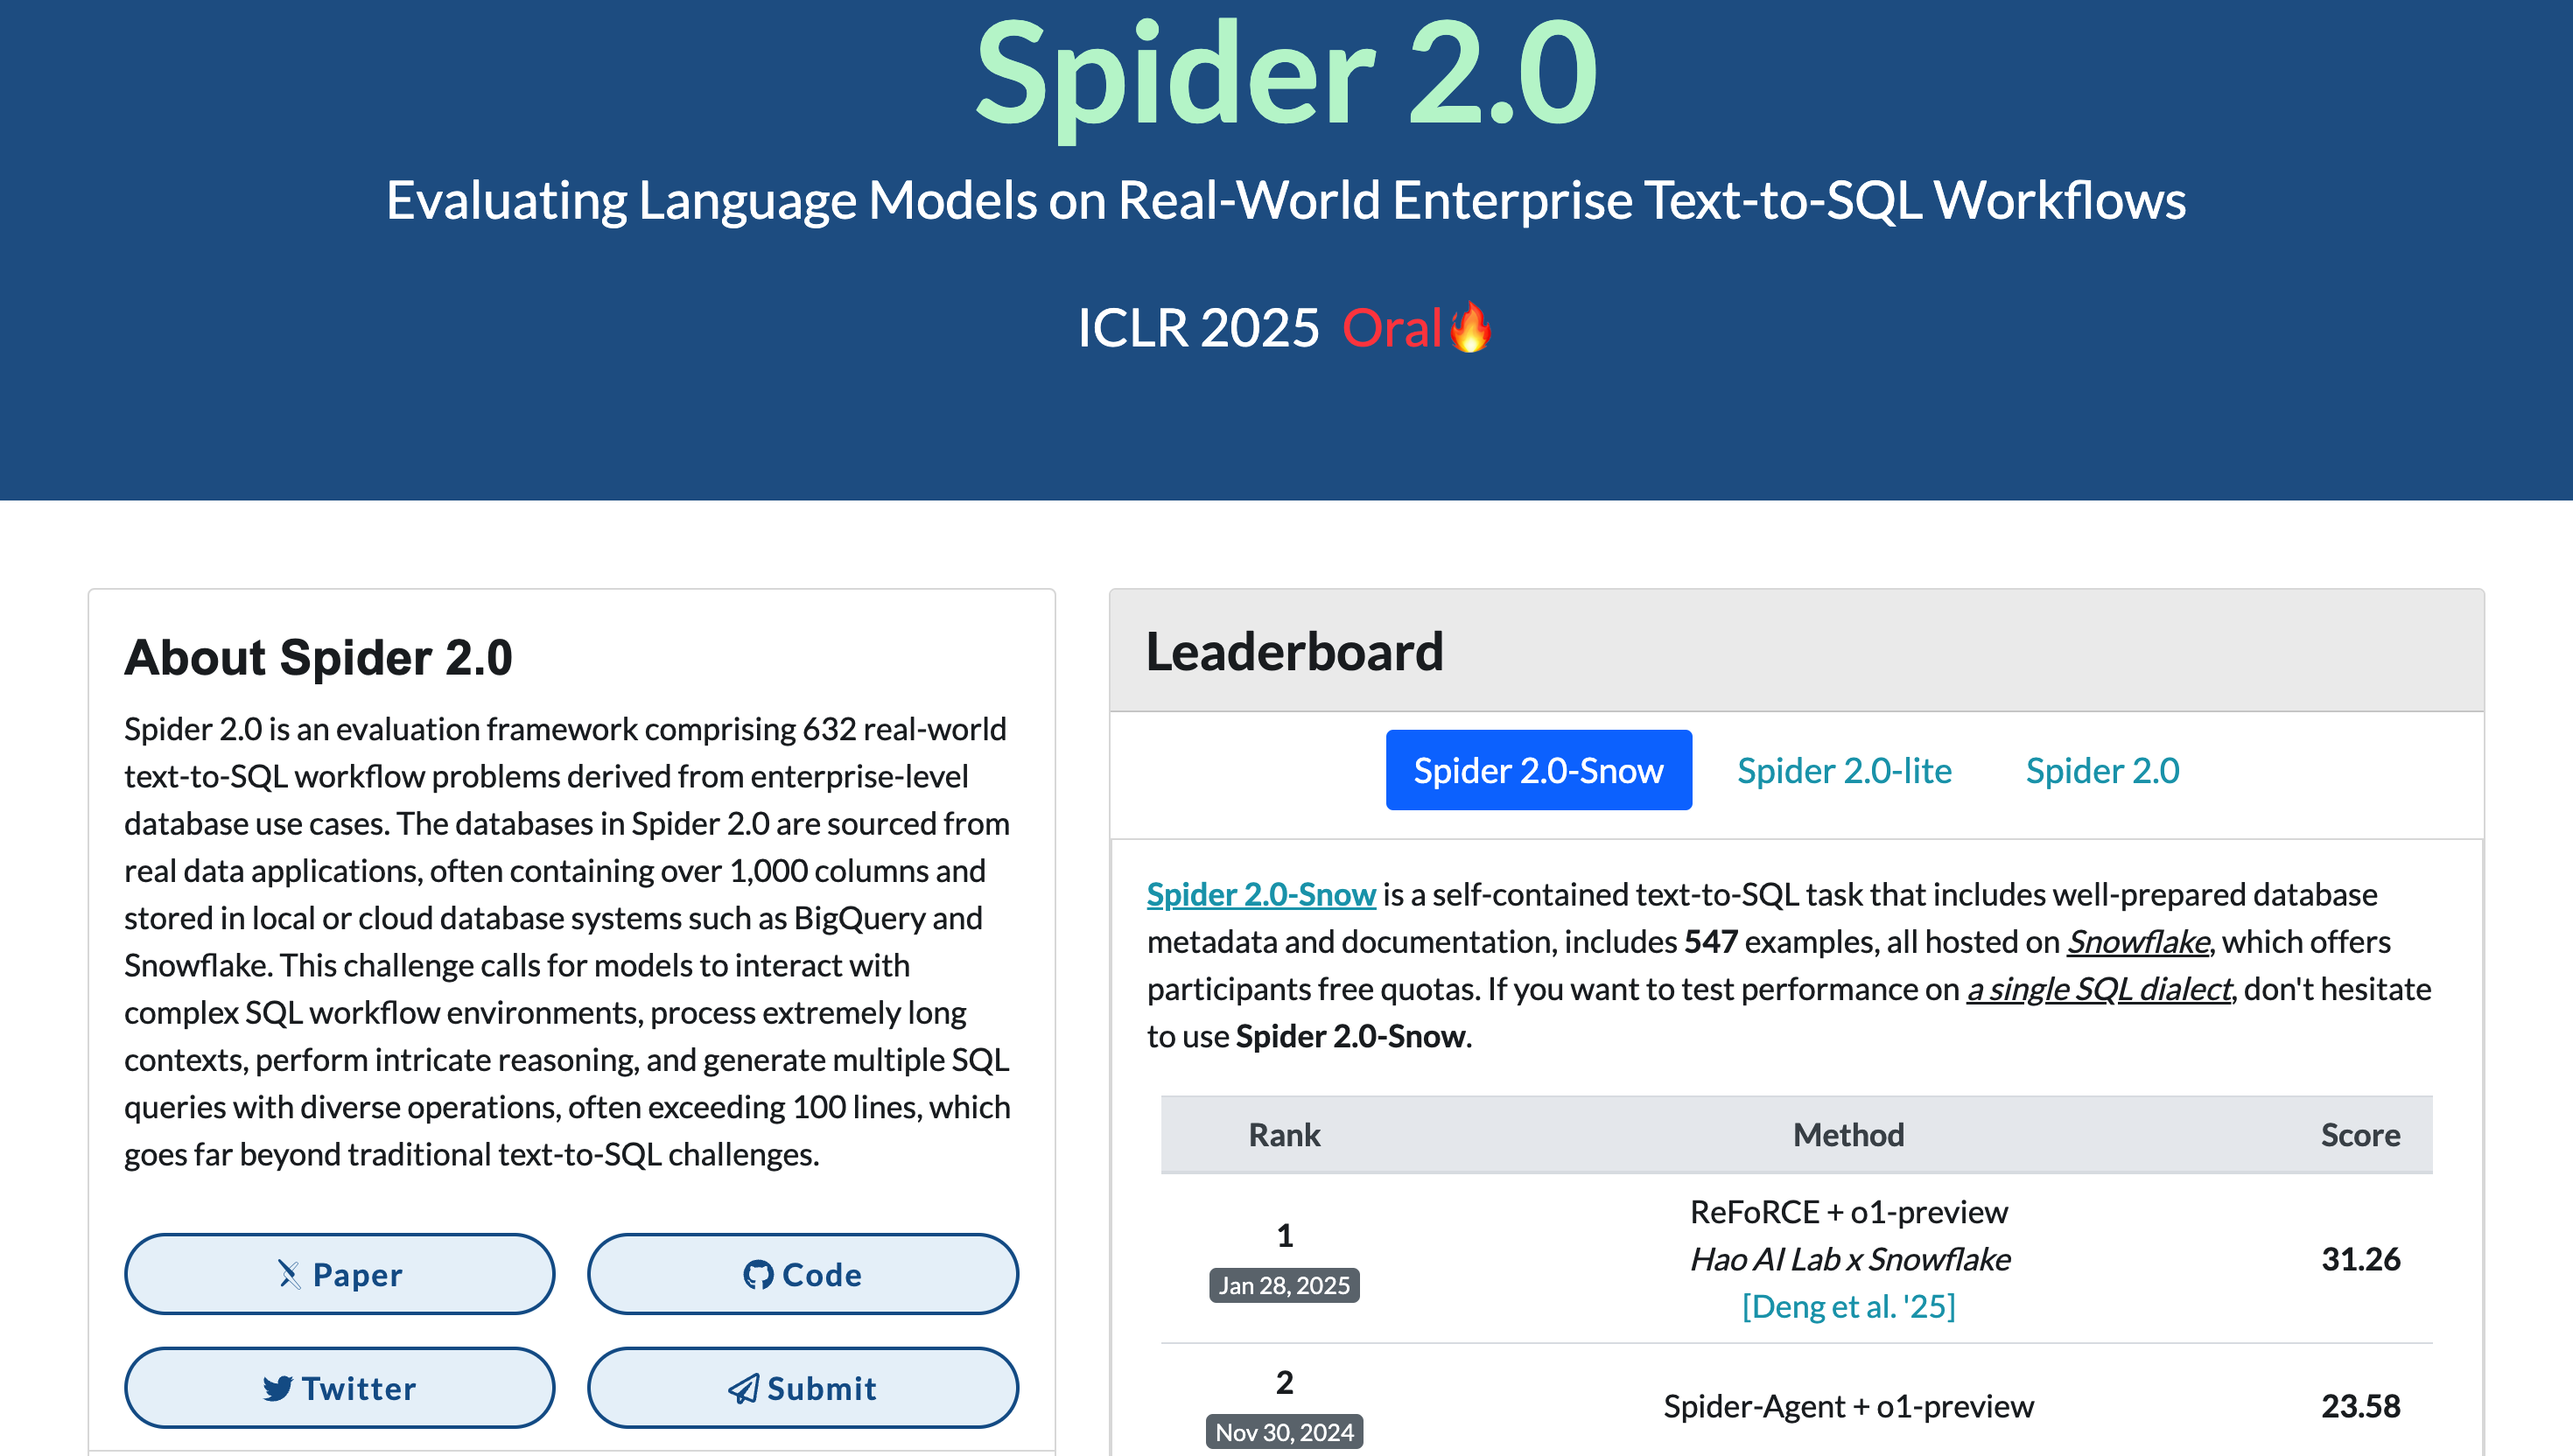 Spider 2.0
Evaluating Language Models on Real-World Enterprise Text-to-SQL Workflows
ICLR 2025 Oral🔥
About Spider 2.0
Spider 2.0 is an evaluation framework comprising 632 real-world
text-to-SQL workflow problems derived from enterprise-level
database use cases. The databases in Spider 2.0 are sourced from
real data applications, often containing over 1,000 columns and
stored in local or cloud database systems such as BigQuery and
Snowflake. This challenge calls for models to interact with
complex SQL workflow environments, process extremely long
contexts, perform intricate reasoning, and generate multiple SQL
queries with diverse operations, often exceeding 100 lines, which
goes far beyond traditional text-to-SQL challenges.
Paper
Code
Twitter
Submit
Leaderboard
Spider 2.0-Snow
Spider 2.0-lite
Spider 2.0
Spider 2.0-Snow is a self-contained text-to-SQL task that includes well-prepared database
metadata and documentation, includes 547 examples, all hosted on Snowflake, which offers
participants free quotas. If you want to test performance on a single SQL dialect, don't hesitate
to use Spider 2.0-Snow.
Rank Method Score
1
Jan 28, 2025
ReFoRCE + o1-preview
Hao AI Lab x Snowflake
[Deng et al. '25]
31.26
2
Nov 30, 2024
Spider-Agent + o1-preview
23.58